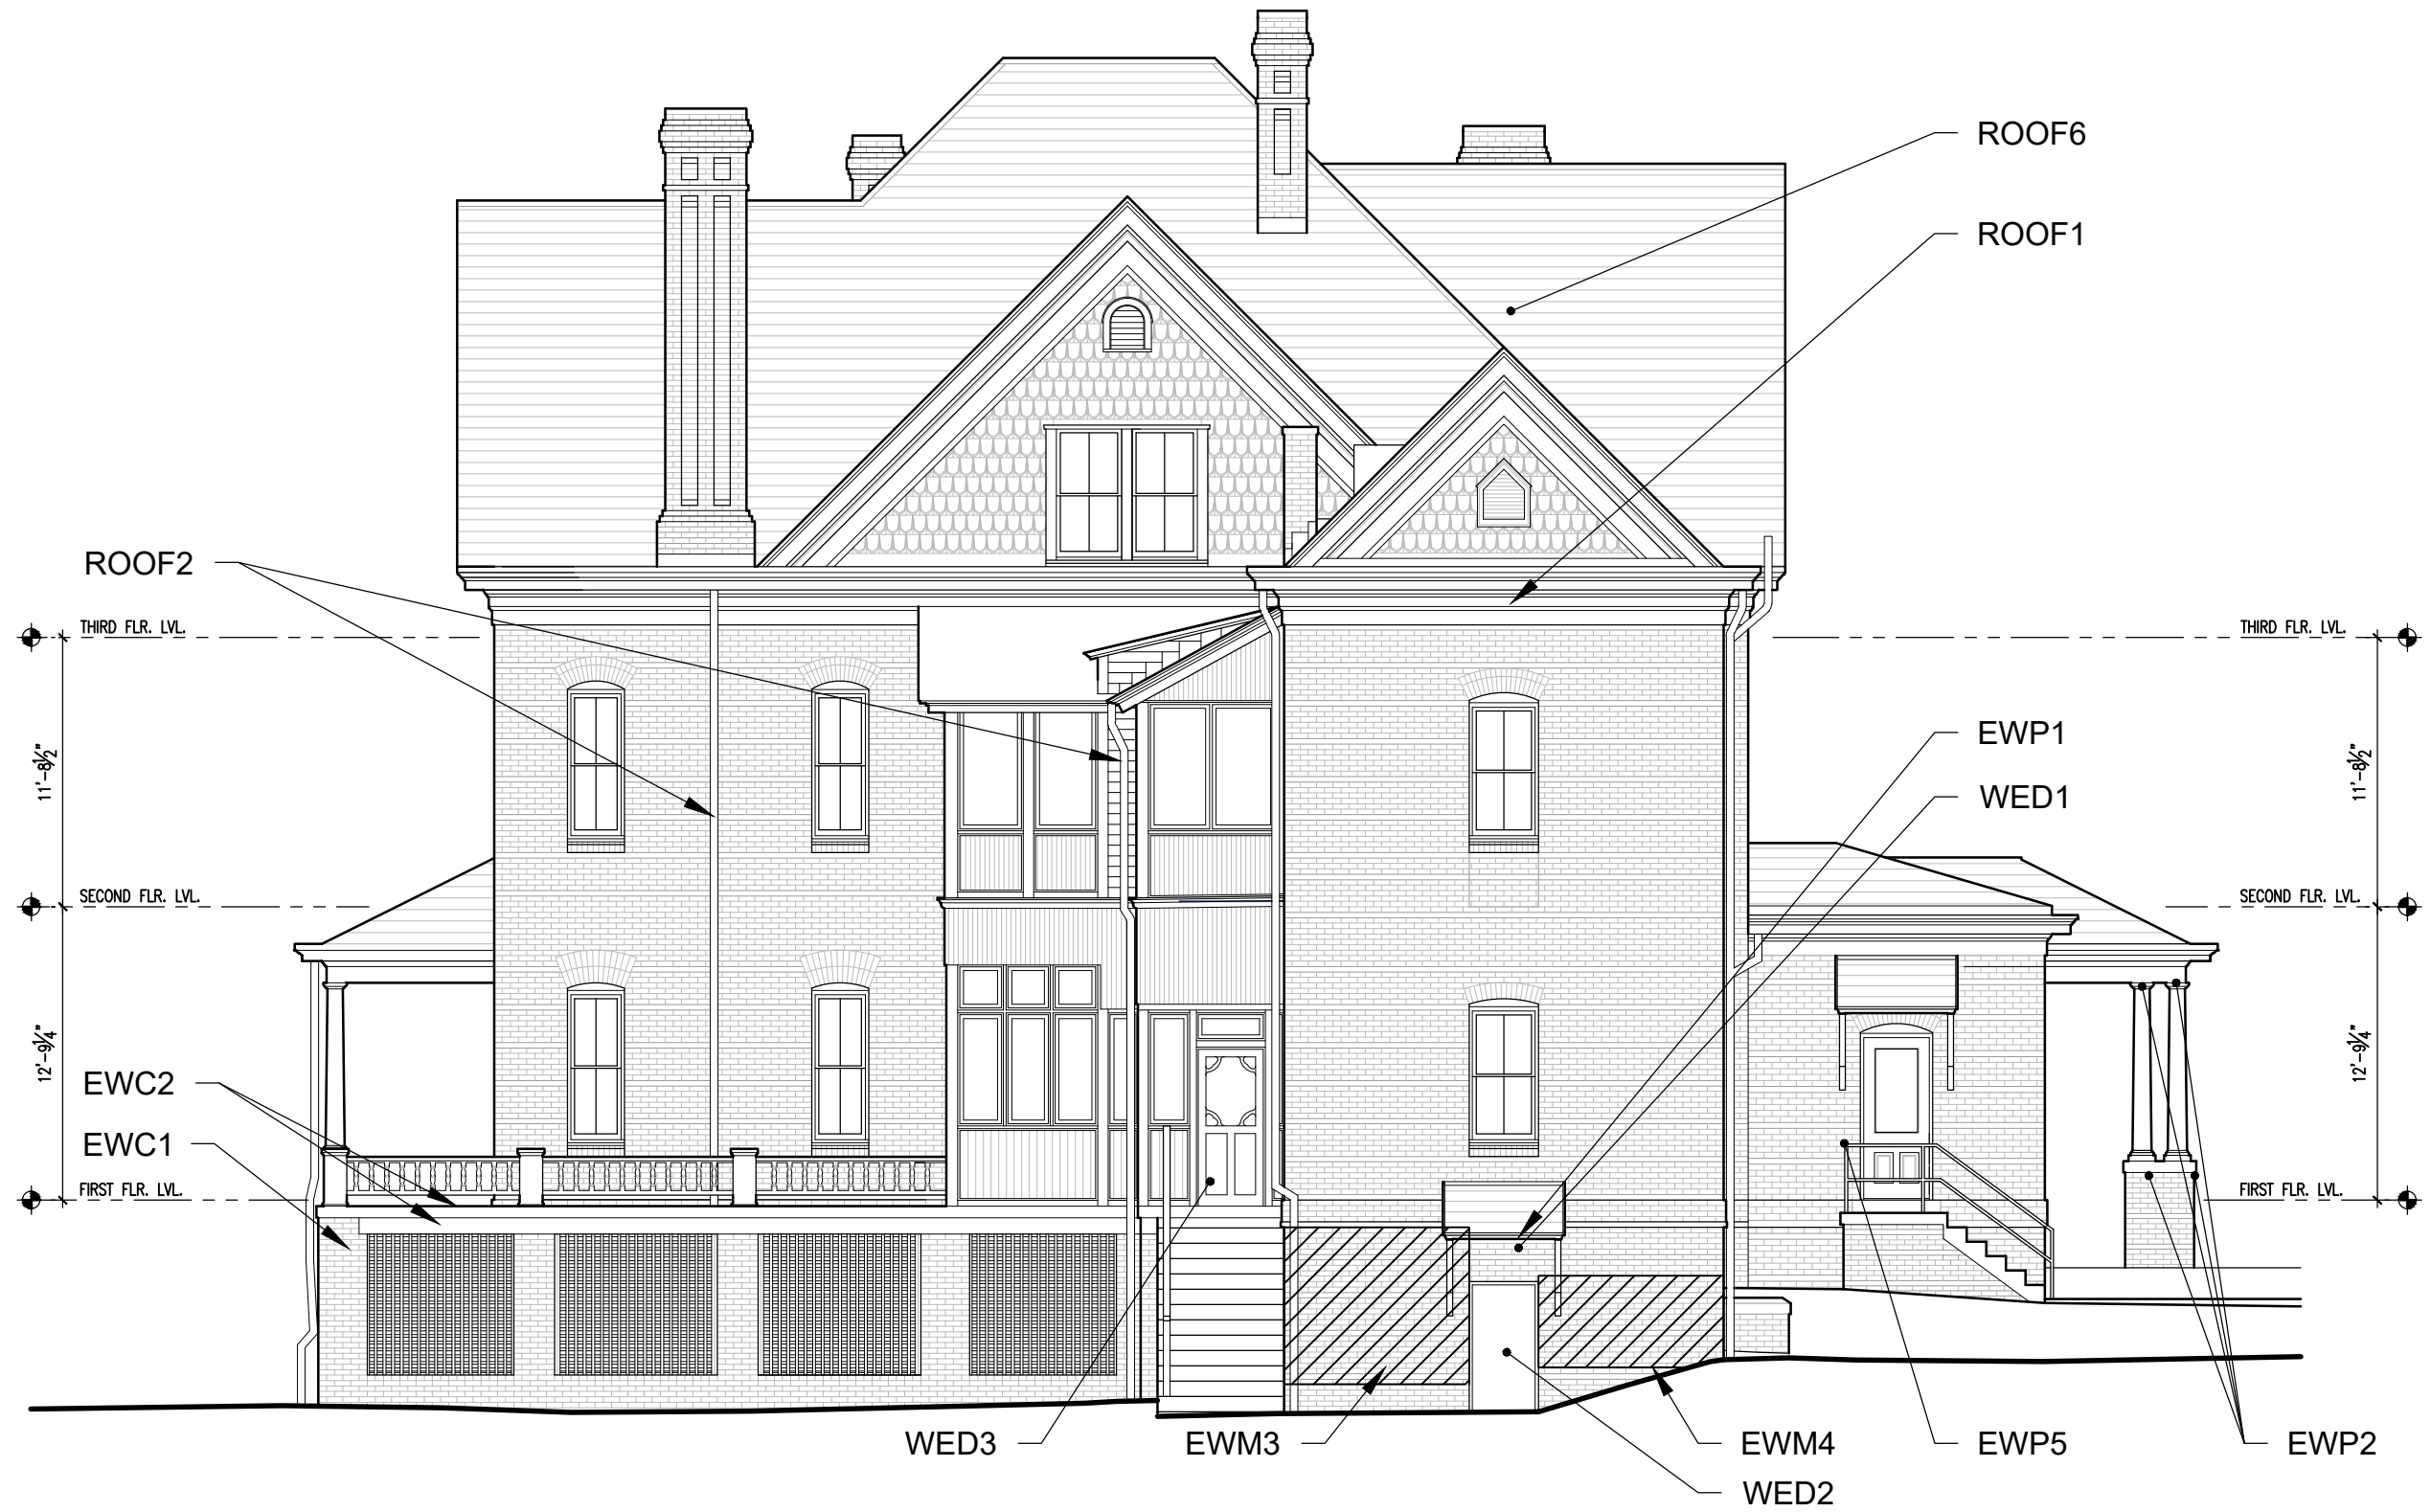 ROOF6
ROOF1
ROOF2
THIRD FLR. LVL.
THIRD FLR. LVL.
11'-8½"
11'-8½"
EWP1
WED1
SECOND FLR. LVL.
SECOND FLR. LVL.
12'-9¼"
12'-9¼"
EWC2
EWC1
FIRST FLR. LVL.
FIRST FLR. LVL.
WED3
EWM3
EWM4
EWP5
EWP2
WED2